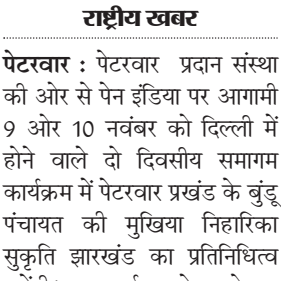 राष्ट्रीय खबर
पेटरवार : पेटरवार प्रदान संस्था
की ओर से पेन इंडिया पर आगामी
9 ओर 10 नवंबर को दिल्ली में
होने वाले दो दिवसीय समागम
कार्यक्रम में पेटरवार प्रखंड के बुंडू
पंचायत की मुखिया निहारिका
सुकृति झारखंड का प्रतिनिधित्व